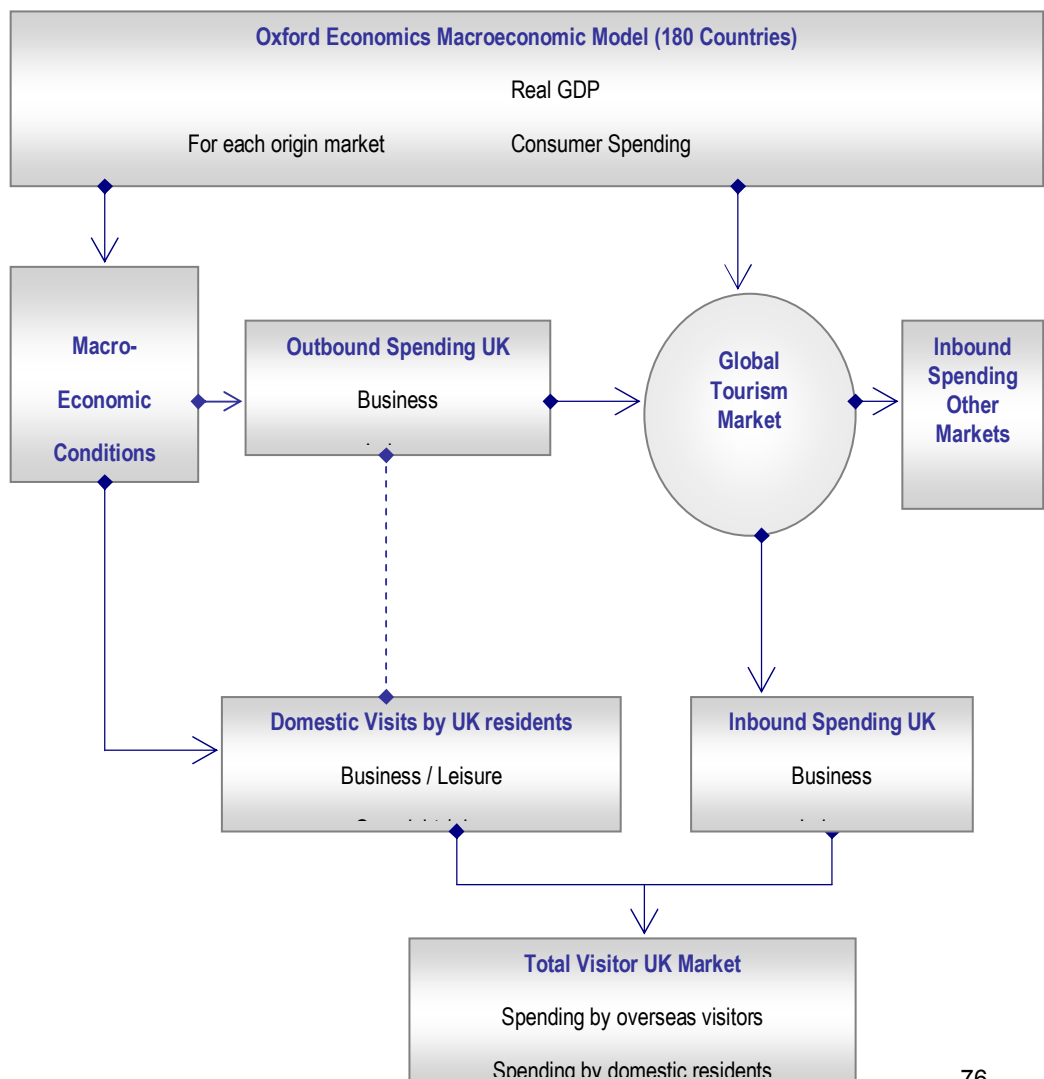 Oxford Economics Macroeconomic Model (180 Countries)
Real GDP
For each origin market Consumer Spending
Macro-
Economic
Conditions
Outbound Spending UK
Business
Global
Tourism
Market
Inbound
Spending
Other
Markets
Domestic Visits by UK residents
Business / Leisure
Inbound Spending UK
Business
Total Visitor UK Market
Spending by overseas visitors
Spending by domestic residents
76